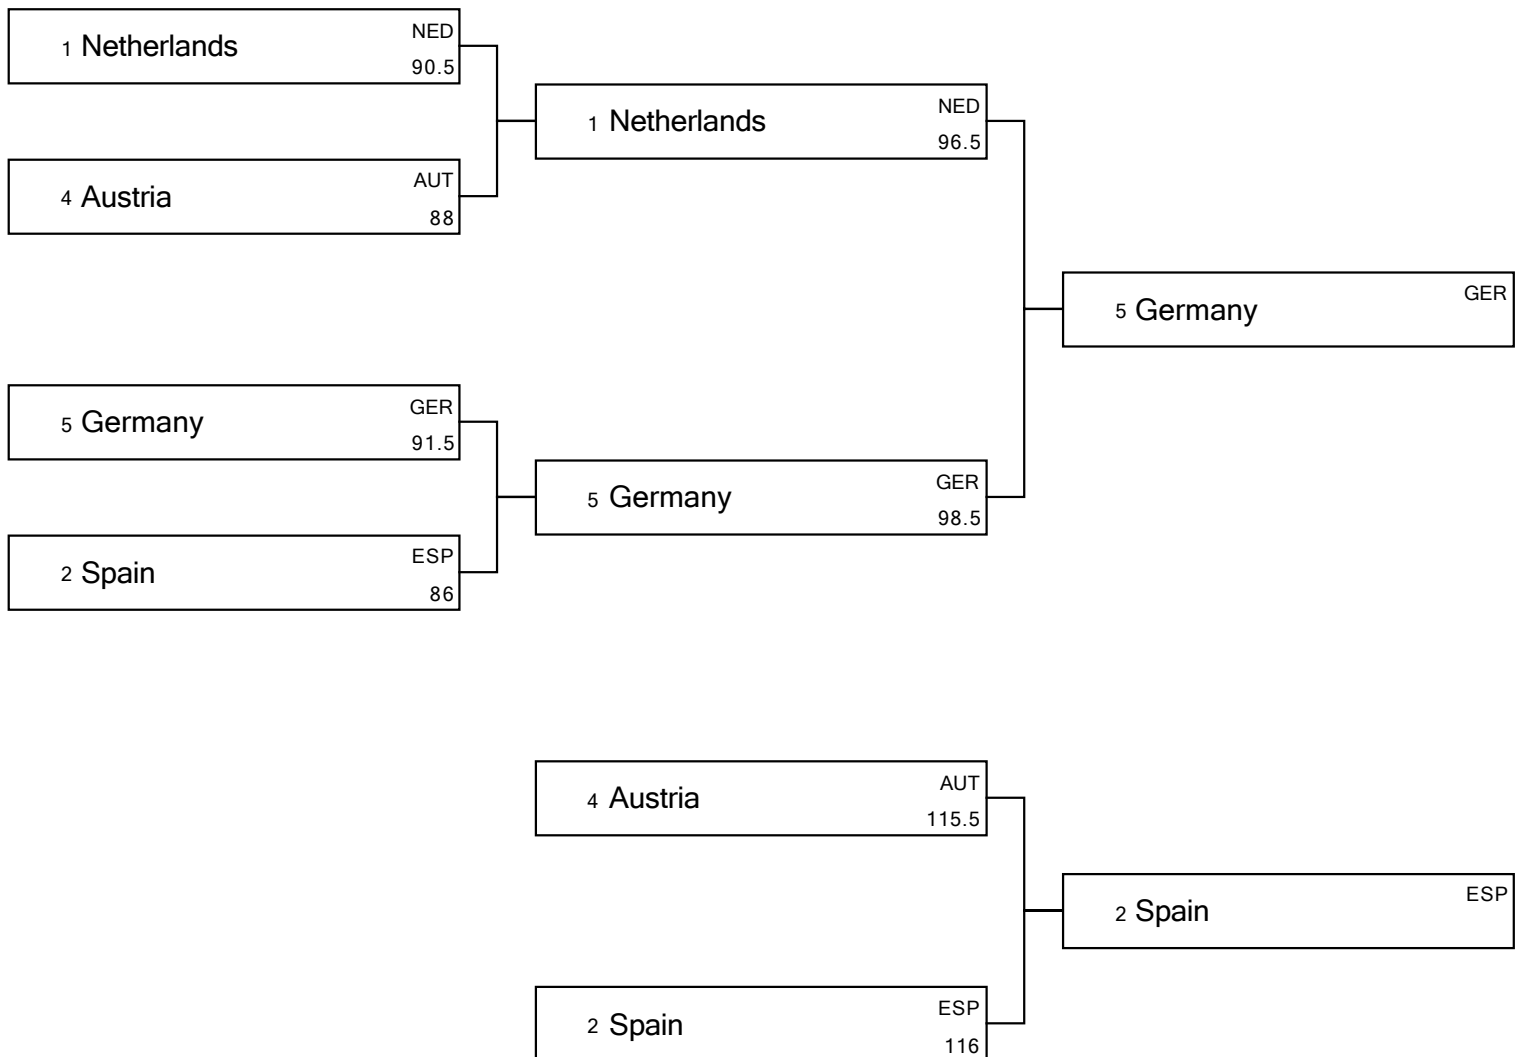 1 Netherlands NED
90.5
4 Austria AUT
88
5 Germany GER
91.5
2 Spain ESP
86
1 Netherlands NED
96.5
5 Germany GER
98.5
5 Germany GER
4 Austria AUT
115.5
2 Spain ESP
116
2 Spain ESP